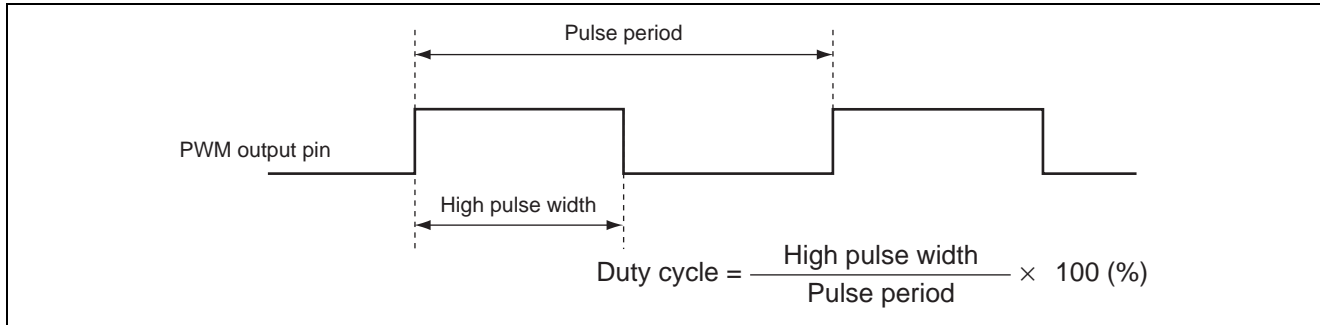 Pulse period
PWM output pin
High pulse width
Duty cycle = High pulse width / Pulse period × 100 (%)